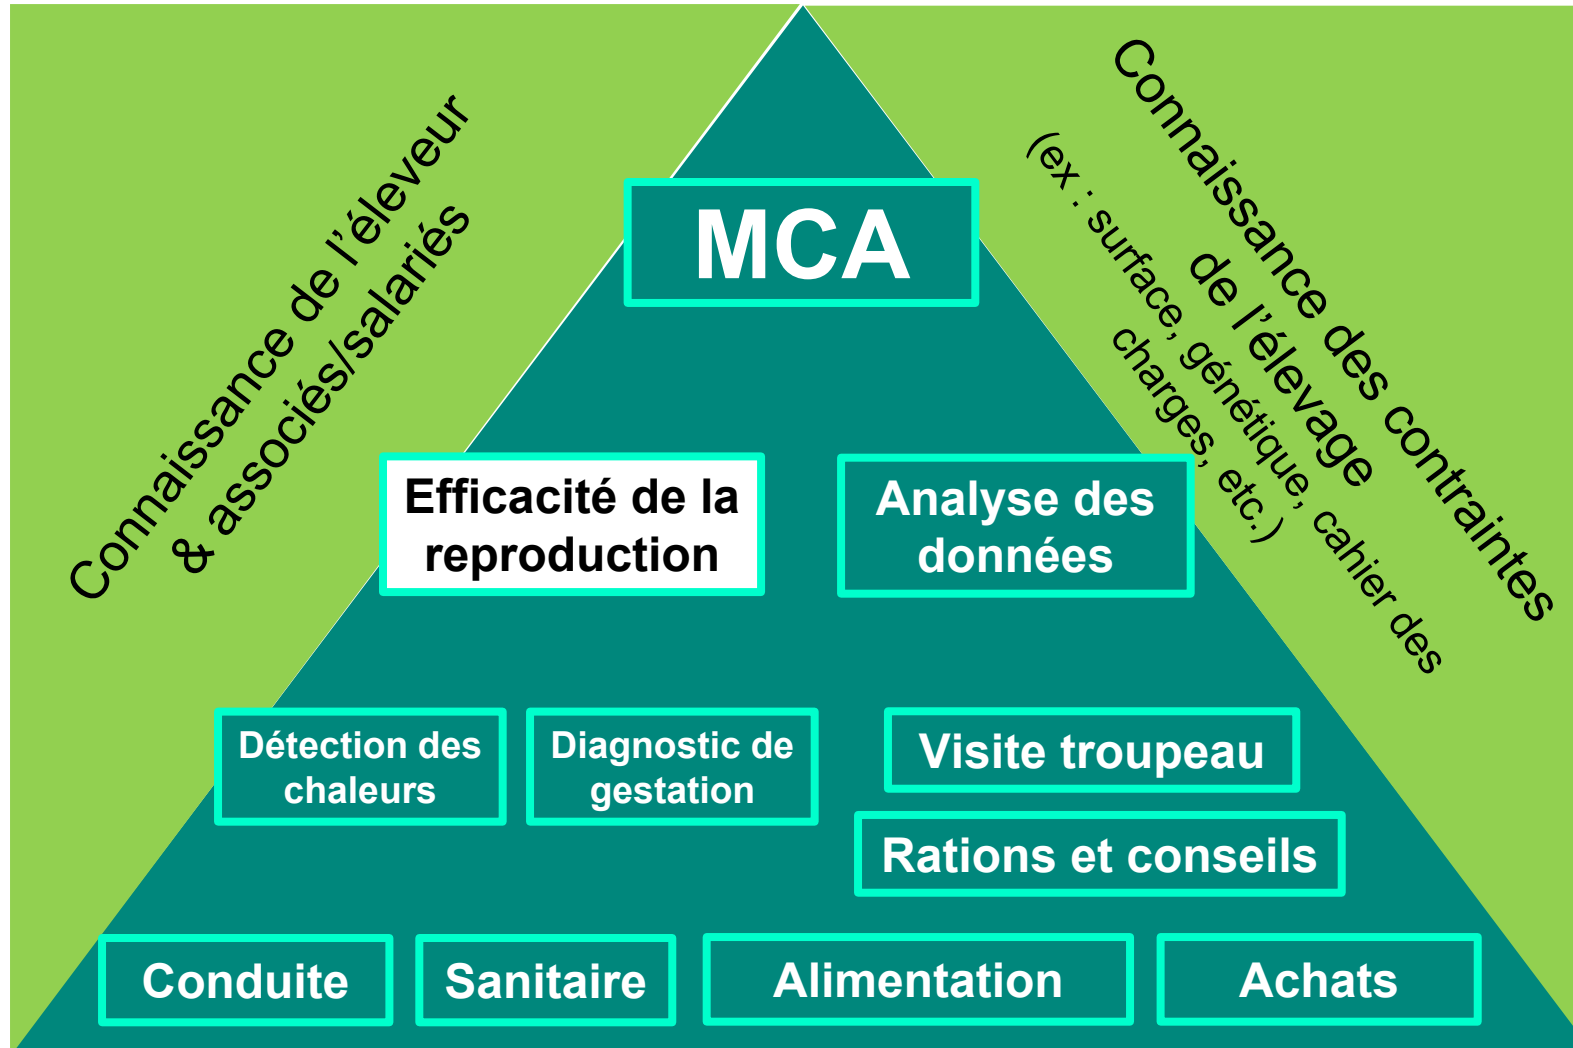 Connaissance de l’éleveur
& associés/salariés
Connaissance des contraintes
de l’élevage
(ex : surface, génétique, cahier des
charges, etc.)
MCA
Efficacité de la
reproduction
Analyse des
données
Détection des
chaleurs
Diagnostic de
gestation
Visite troupeau
Rations et conseils
Conduite
Sanitaire
Alimentation
Achats